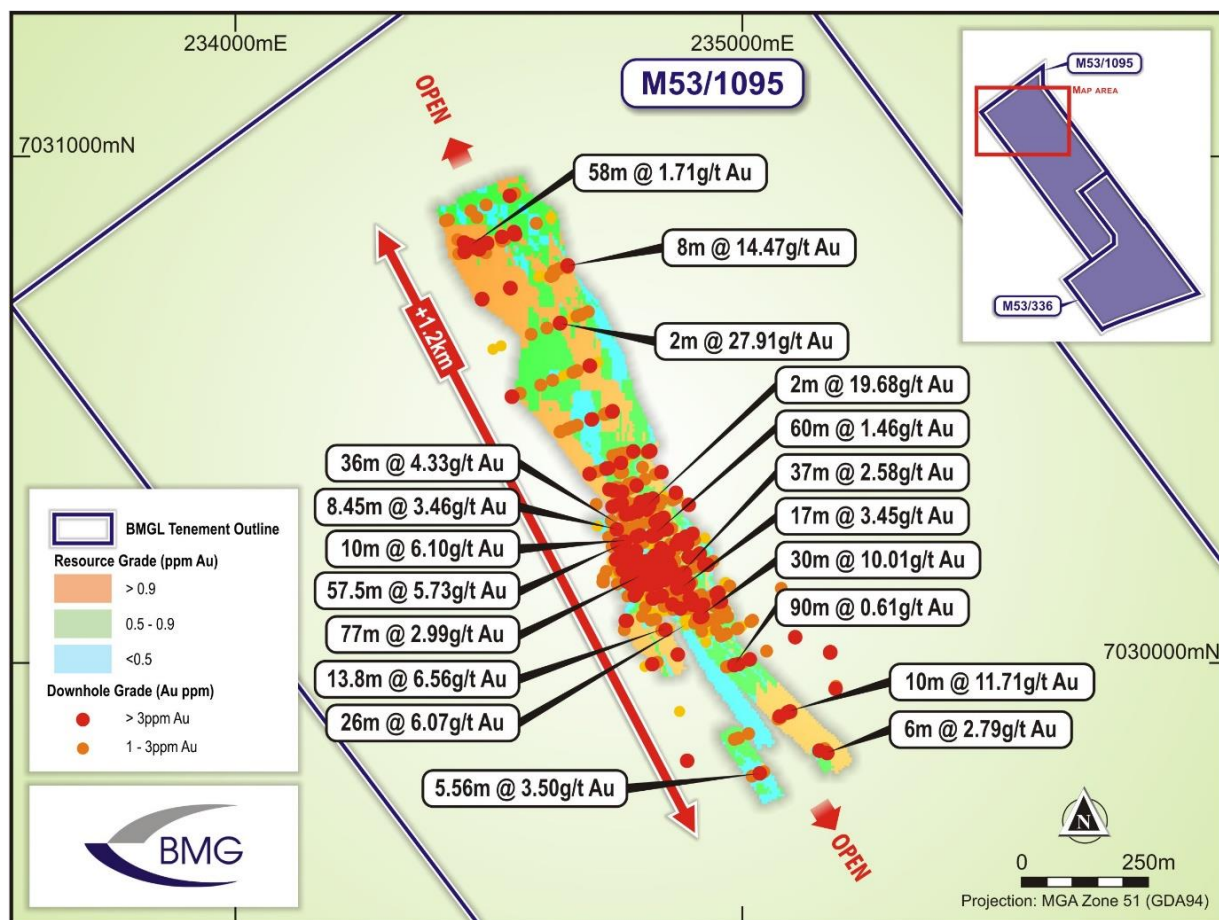 234000mE
235000mE
M53/1095
M53/1095
MAP AREA
M53/336
7031000mN
OPEN
58m @ 1.71g/t Au
8m @ 14.47g/t Au
+1.2km
2m @ 27.91g/t Au
2m @ 19.68g/t Au
60m @ 1.46g/t Au
37m @ 2.58g/t Au
17m @ 3.45g/t Au
30m @ 10.01g/t Au
90m @ 0.61g/t Au
36m @ 4.33g/t Au
8.45m @ 3.46g/t Au
10m @ 6.10g/t Au
57.5m @ 5.73g/t Au
77m @ 2.99g/t Au
13.8m @ 6.56g/t Au
26m @ 6.07g/t Au
7030000mN
10m @ 11.71g/t Au
6m @ 2.79g/t Au
5.56m @ 3.50g/t Au
OPEN
BMGL Tenement Outline
Resource Grade (ppm Au)
> 0.9
0.5 - 0.9
<0.5
Downhole Grade (Au ppm)
> 3ppm Au
1 - 3ppm Au
BMG
N
0 250m
Projection: MGA Zone 51 (GDA94)